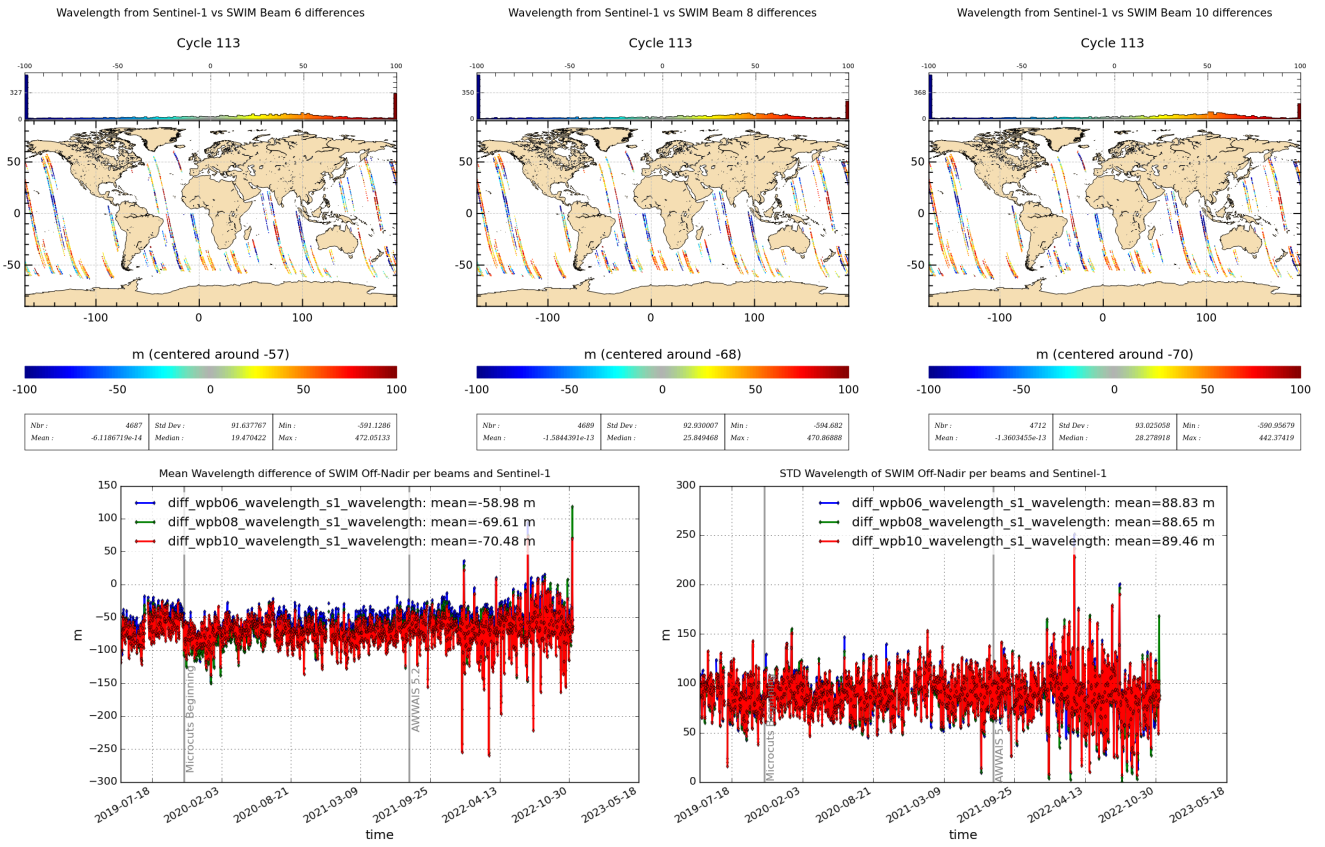 Wavelength from Sentinel-1 vs SWIM Beam 6 differences
Cycle 113
-100 -50 0 50 100
327
0
50
0
-50
-100 0 100
m (centered around -57)
-100 -50 0 50 100
Nbr : 4687 Std Dev : 91.637767 Min : -591.1286
Mean : -6.1186719e-14 Median : 19.470422 Max : 472.05133
Wavelength from Sentinel-1 vs SWIM Beam 8 differences
Cycle 113
-100 -50 0 50 100
350
0
50
0
-50
-100 0 100
m (centered around -68)
-100 -50 0 50 100
Nbr : 4689 Std Dev : 92.930007 Min : -594.682
Mean : -1.5844391e-13 Median : 25.849468 Max : 470.86888
Wavelength from Sentinel-1 vs SWIM Beam 10 differences
Cycle 113
-100 -50 0 50 100
368
0
50
0
-50
-100 0 100
m (centered around -70)
-100 -50 0 50 100
Nbr : 4712 Std Dev : 93.025058 Min : -590.95679
Mean : -1.3603455e-13 Median : 28.278918 Max : 442.37419
Mean Wavelength difference of SWIM Off-Nadir per beams and Sentinel-1
150
100
50
0
−50
−100
−150
−200
−250
−300
m
diff_wpb06_wavelength_s1_wavelength: mean=-58.98 m
diff_wpb08_wavelength_s1_wavelength: mean=-69.61 m
diff_wpb10_wavelength_s1_wavelength: mean=-70.48 m
Microcuts Beginning
AWWAIS 5.2
2019-07-18 2020-02-03 2020-08-21 2021-03-09 2021-09-25 2022-04-13 2022-10-30 2023-05-18
time
STD Wavelength of SWIM Off-Nadir per beams and Sentinel-1
300
250
200
150
100
50
0
m
diff_wpb06_wavelength_s1_wavelength: mean=88.83 m
diff_wpb08_wavelength_s1_wavelength: mean=88.65 m
diff_wpb10_wavelength_s1_wavelength: mean=89.46 m
Microcuts
AWWAIS
2019-07-18 2020-02-03 2020-08-21 2021-03-09 2021-09-25 2022-04-13 2022-10-30 2023-05-18
time